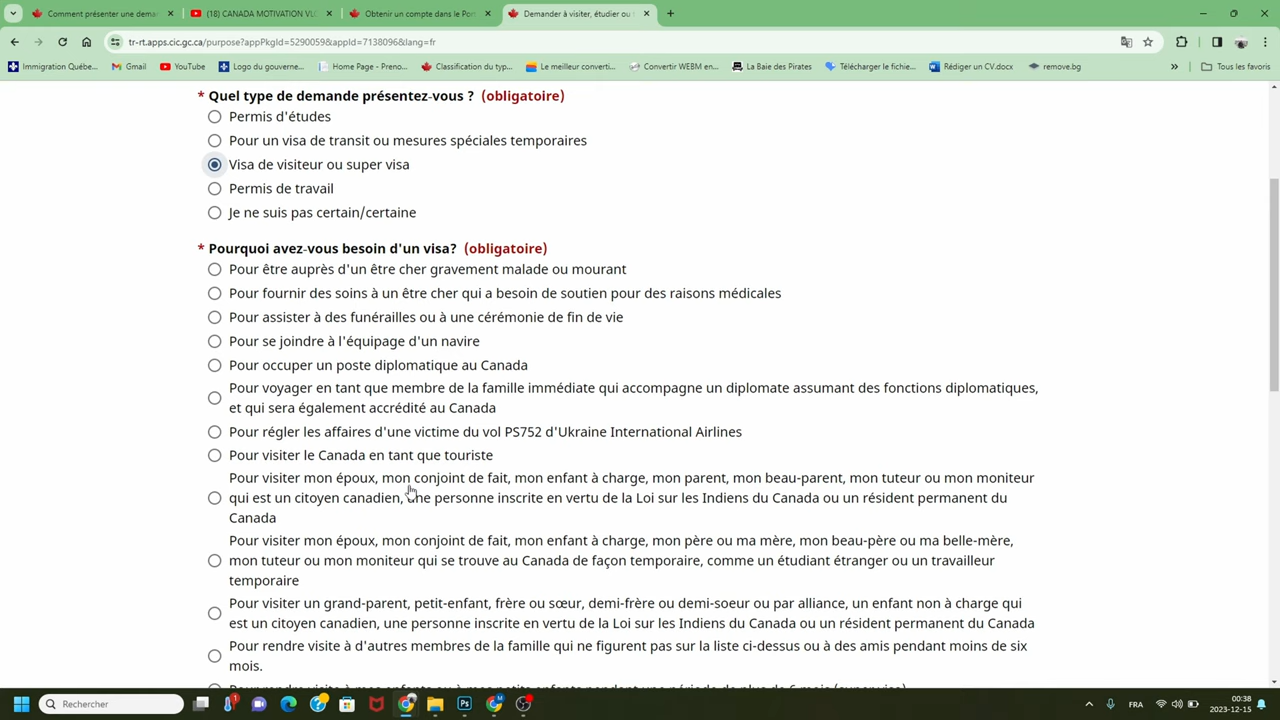 Comment présenter une dema
(18) CANADA MOTIVATION VLO
Obtenir un compte dans le Por
Demander à visiter, étudier ou t
tr-rt.apps.cic.gc.ca/purpose?appPkgId=5290059&appId=7138096&lang=fr
Immigration Québe...
Gmail
YouTube
Logo du gouverne...
Home Page - Preno...
Classification du typ...
Le meilleur converti...
Convertir WEBM en...
La Baie des Pirates
Télécharger le fichie...
Rédiger un CV.docx
remove.bg
»
Tous les favoris
* Quel type de demande présentez-vous ? (obligatoire)
Permis d'études
Pour un visa de transit ou mesures spéciales temporaires
Visa de visiteur ou super visa
Permis de travail
Je ne suis pas certain/certaine
* Pourquoi avez-vous besoin d'un visa? (obligatoire)
Pour être auprès d'un être cher gravement malade ou mourant
Pour fournir des soins à un être cher qui a besoin de soutien pour des raisons médicales
Pour assister à des funérailles ou à une cérémonie de fin de vie
Pour se joindre à l'équipage d'un navire
Pour occuper un poste diplomatique au Canada
Pour voyager en tant que membre de la famille immédiate qui accompagne un diplomate assumant des fonctions diplomatiques,
et qui sera également accrédité au Canada
Pour régler les affaires d'une victime du vol PS752 d'Ukraine International Airlines
Pour visiter le Canada en tant que touriste
Pour visiter mon époux, mon conjoint de fait, mon enfant à charge, mon parent, mon beau-parent, mon tuteur ou mon moniteur
qui est un citoyen canadien, une personne inscrite en vertu de la Loi sur les Indiens du Canada ou un résident permanent du
Canada
Pour visiter mon époux, mon conjoint de fait, mon enfant à charge, mon père ou ma mère, mon beau-père ou ma belle-mère,
mon tuteur ou mon moniteur qui se trouve au Canada de façon temporaire, comme un étudiant étranger ou un travailleur
temporaire
Pour visiter un grand-parent, petit-enfant, frère ou sœur, demi-frère ou demi-soeur ou par alliance, un enfant non à charge qui
est un citoyen canadien, une personne inscrite en vertu de la Loi sur les Indiens du Canada ou un résident permanent du Canada
Pour rendre visite à d'autres membres de la famille qui ne figurent pas sur la liste ci-dessus ou à des amis pendant moins de six
mois.
Rechercher
FRA
00:38
2023-12-15